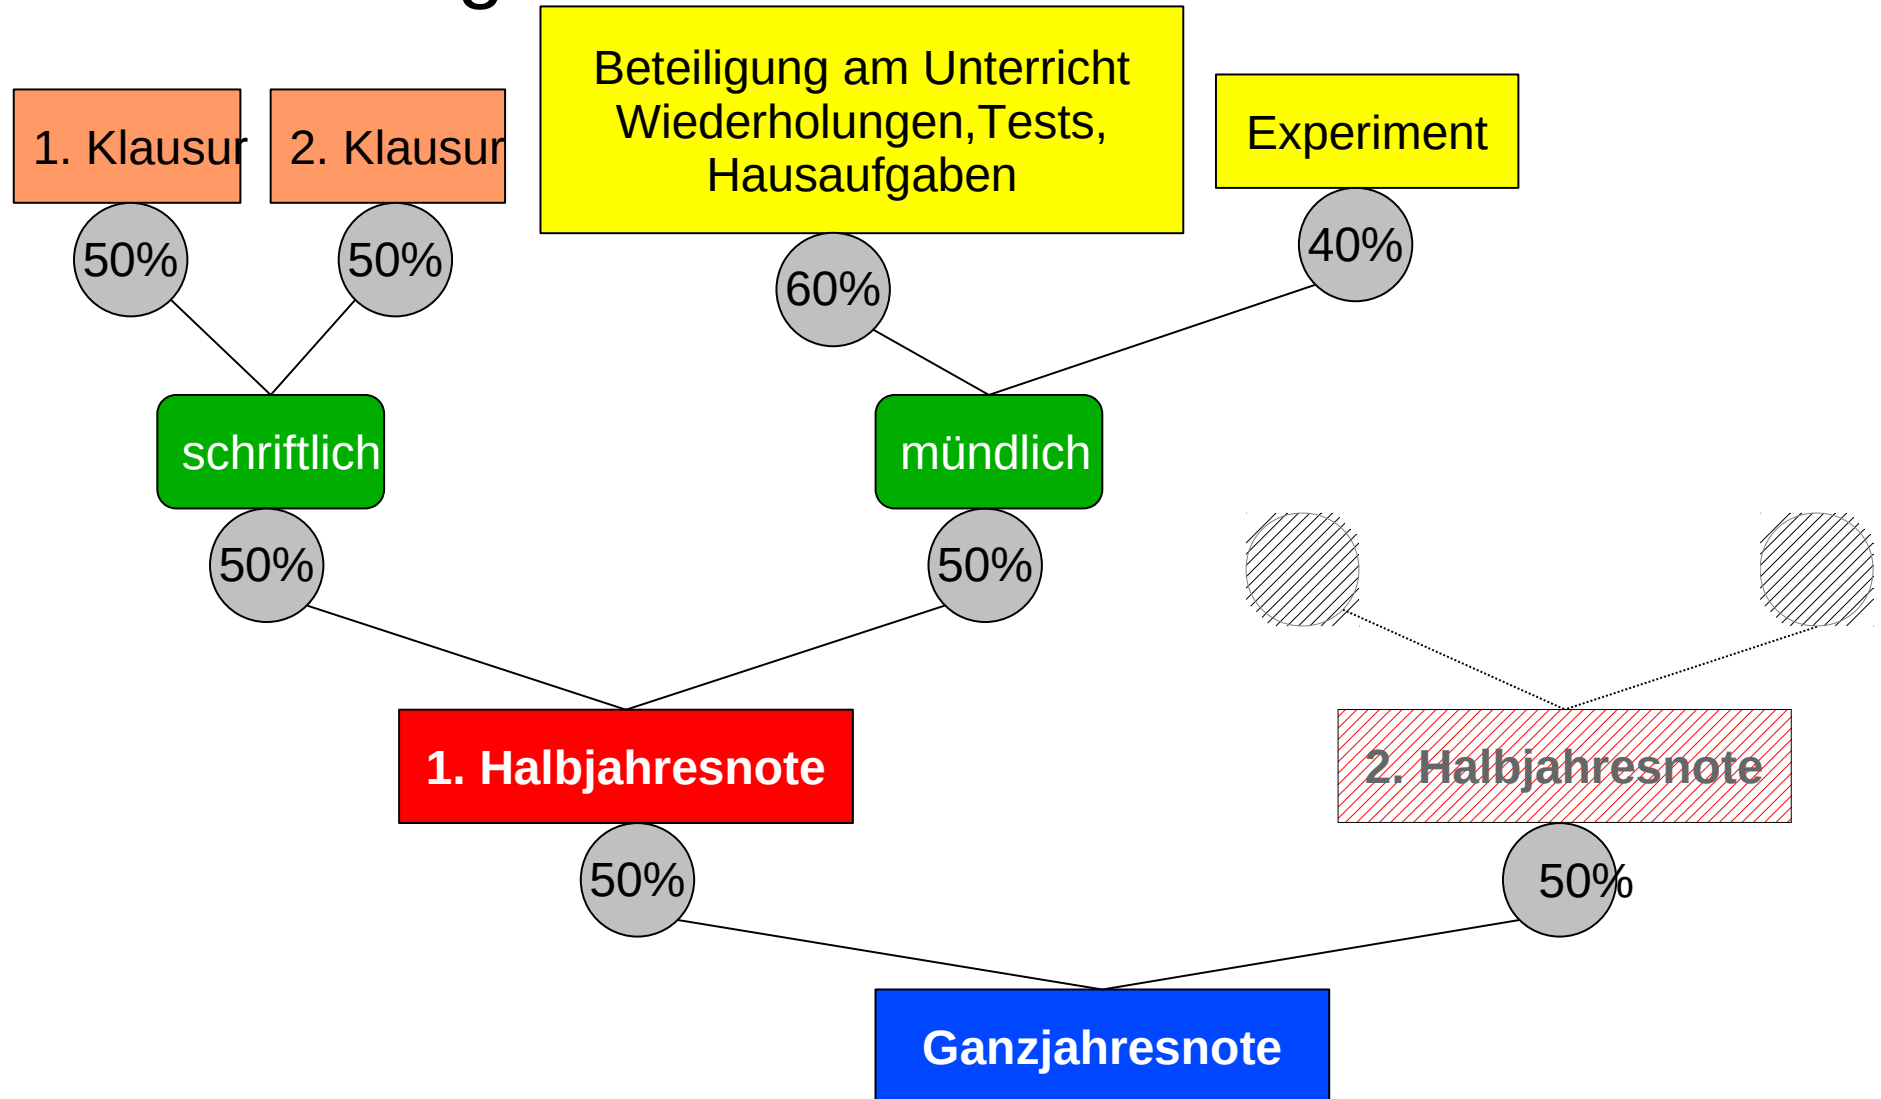 1. Klausur
2. Klausur
Beteiligung am Unterricht
Wiederholungen,Tests,
Hausaufgaben
Experiment
50%
50%
60%
40%
schriftlich
mündlich
50%
50%
1. Halbjahresnote
2. Halbjahresnote
50%
50%
Ganzjahresnote